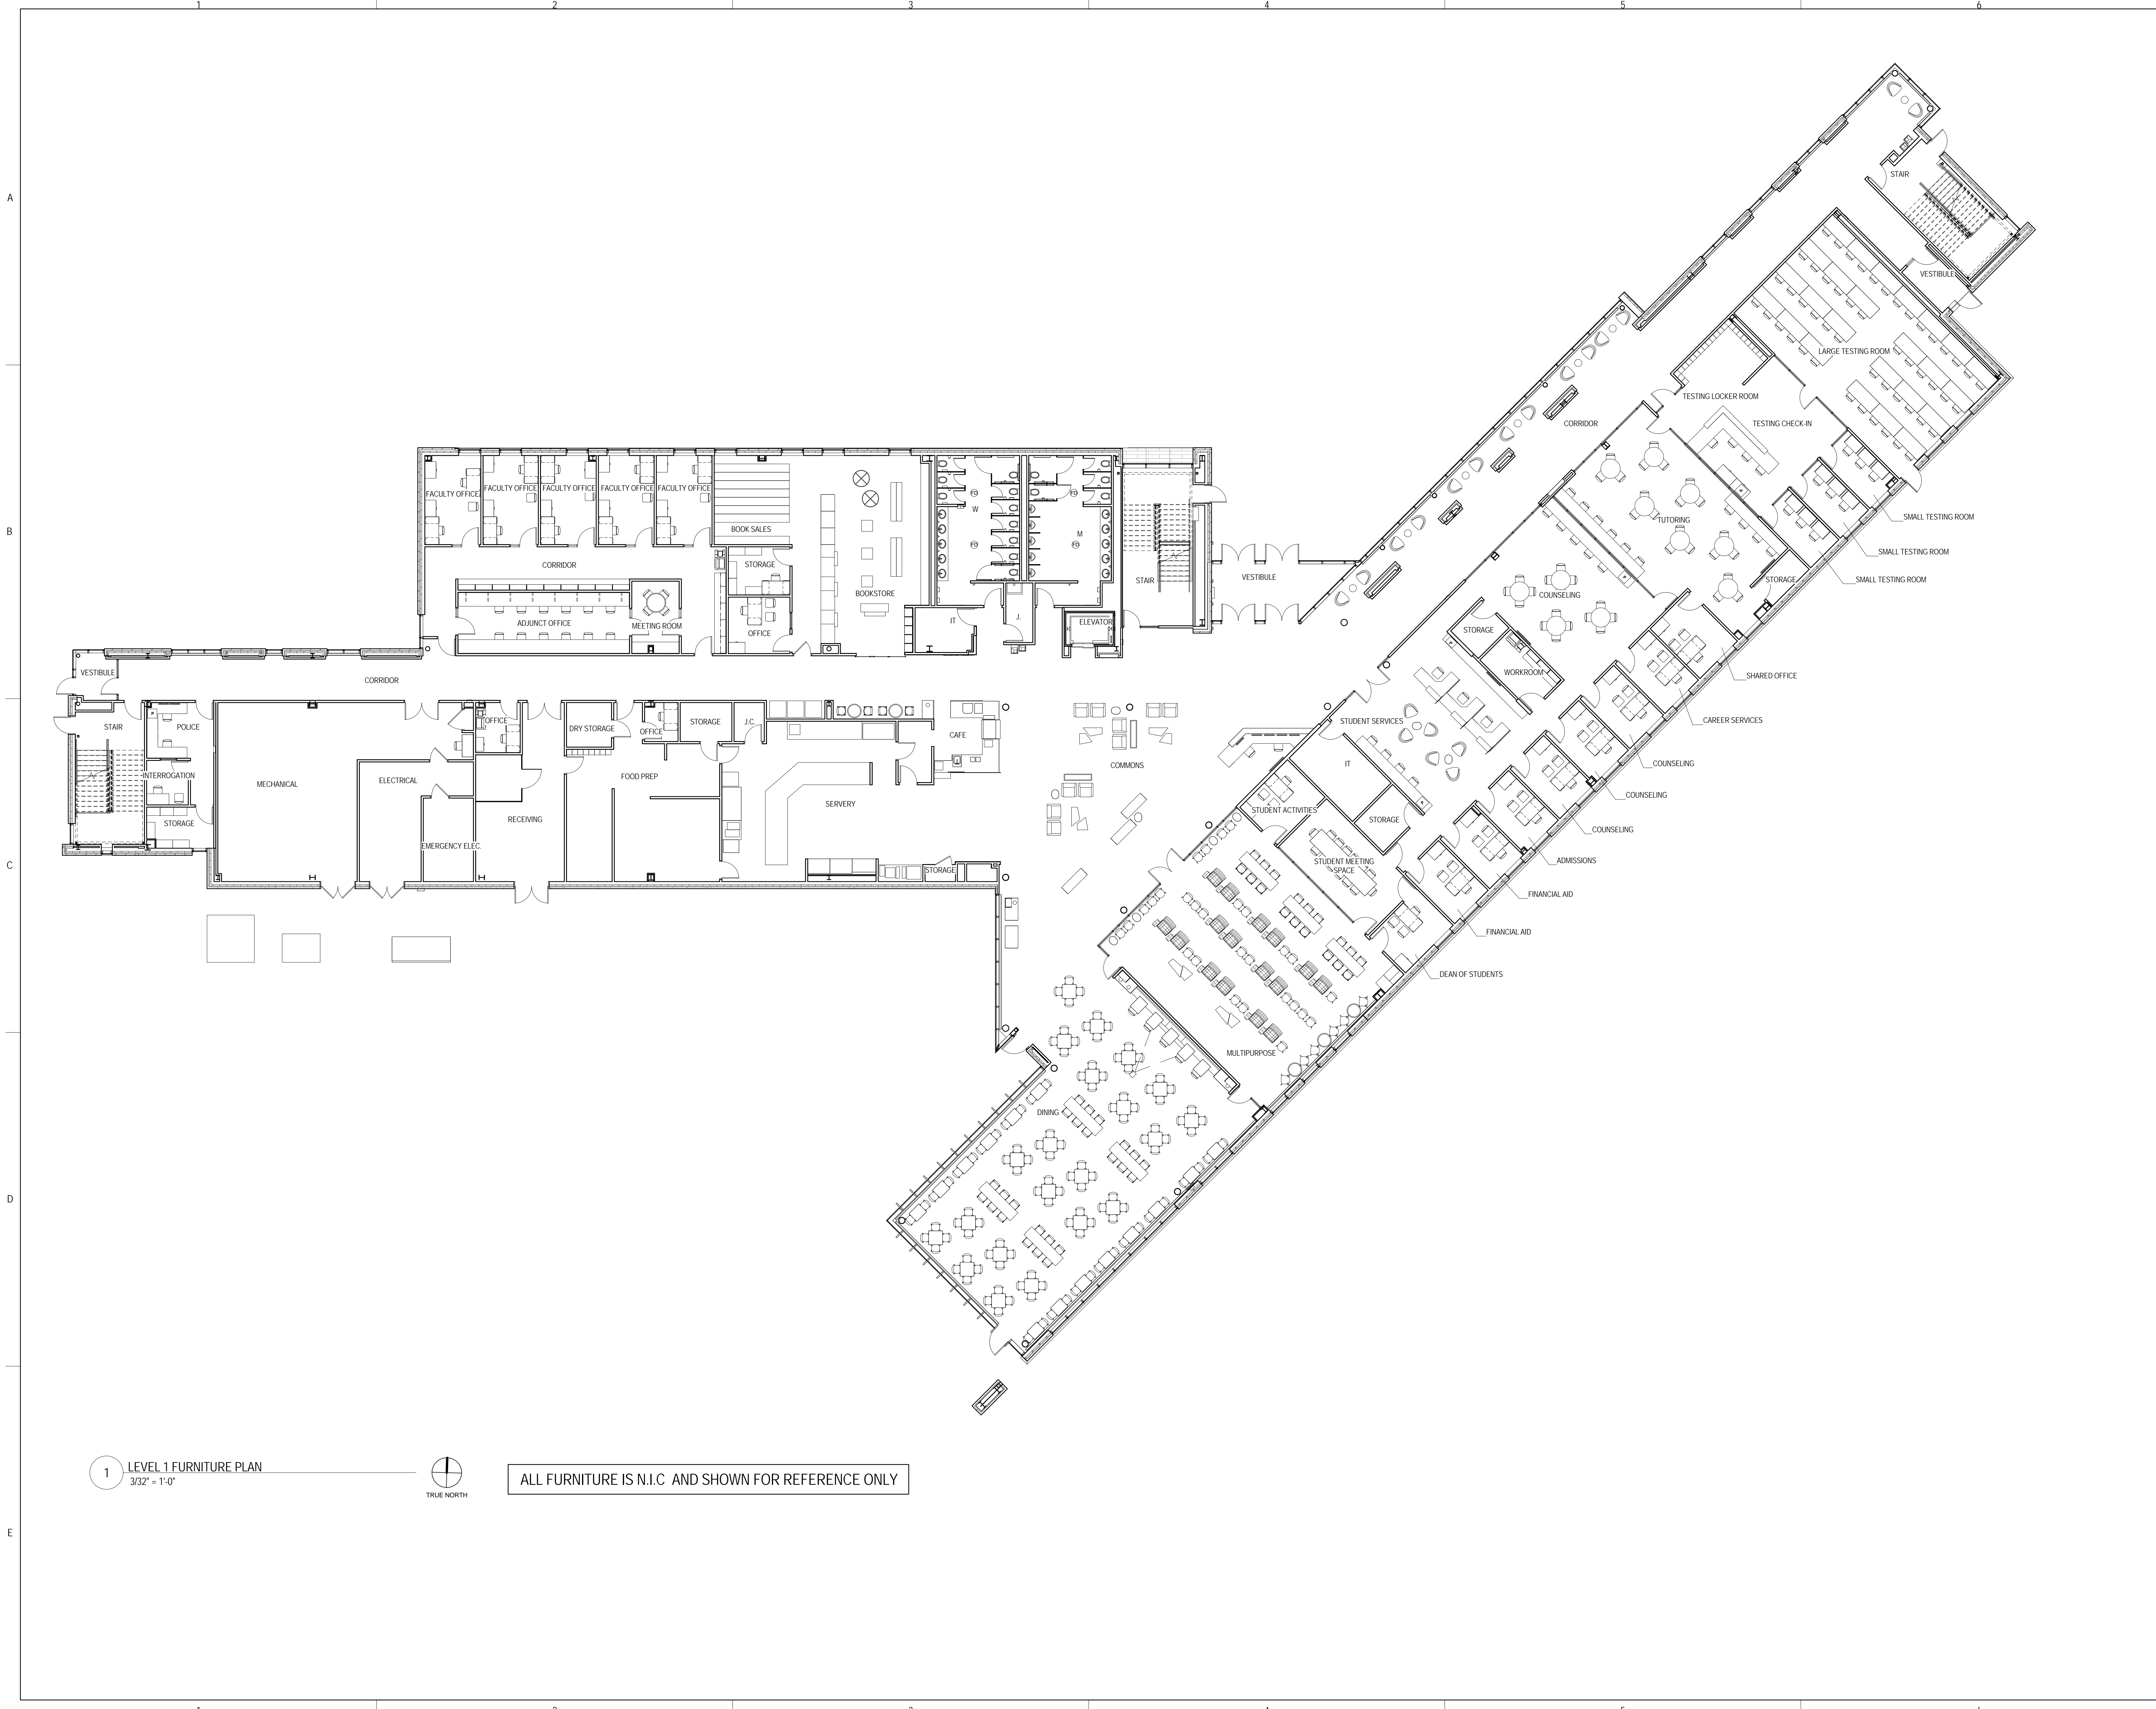 1 2 3 4 5 6
A
STAIR
VESTIBULE
LARGE TESTING ROOM
TESTING LOCKER ROOM
CORRIDOR
TESTING CHECK-IN
FACULTY OFFICE
FACULTY OFFICE
FACULTY OFFICE
FACULTY OFFICE
FACULTY OFFICE
FD
FD
W
M
FD
FD
BOOK SALES
TUTORING
SMALL TESTING ROOM
B
SMALL TESTING ROOM
SMALL TESTING ROOM
CORRIDOR
STORAGE
STAIR
VESTIBULE
STORAGE
BOOKSTORE
COUNSELING
ADJUNCT OFFICE
MEETING ROOM
OFFICE
IT
J.
ELEVATOR
STORAGE
WORKROOM
SHARED OFFICE
VESTIBULE
CORRIDOR
CAREER SERVICES
STAIR
POLICE
OFFICE
DRY STORAGE
OFFICE
STORAGE
J.C.
CAFE
STUDENT SERVICES
COUNSELING
INTERROGATION
MECHANICAL
ELECTRICAL
FOOD PREP
COMMONS
IT
COUNSELING
STORAGE
RECEIVING
SERVERY
STUDENT ACTIVITIES
STORAGE
COUNSELING
EMERGENCY ELEC.
STUDENT MEETING
SPACE
ADMISSIONS
C
STORAGE
FINANCIAL AID
FINANCIAL AID
DEAN OF STUDENTS
MULTIPURPOSE
DINING
D
1
LEVEL 1 FURNITURE PLAN
3/32" = 1'-0"
TRUE NORTH
ALL FURNITURE IS N.I.C AND SHOWN FOR REFERENCE ONLY
E